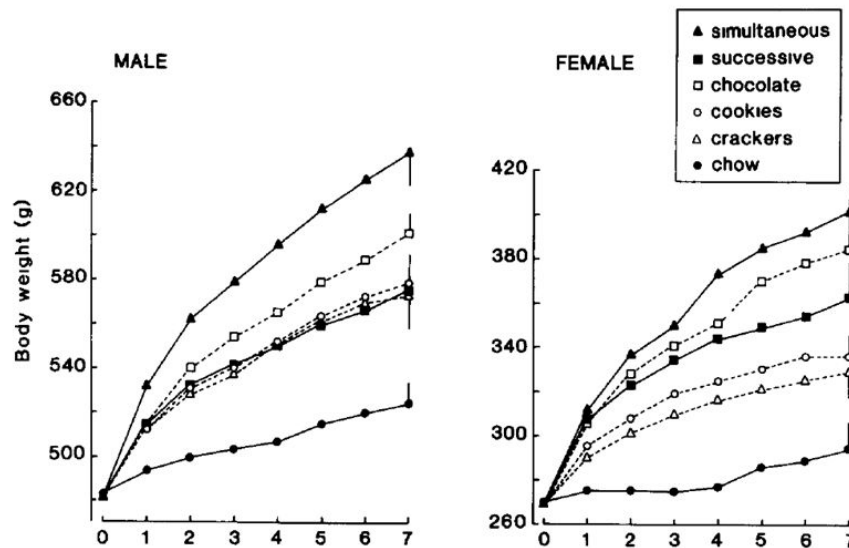 MALE
FEMALE
simultaneous
successive
chocolate
cookies
crackers
chow
Body weight (g)
660
620
580
540
500
0 1 2 3 4 5 6 7
420
380
340
300
260
0 1 2 3 4 5 6 7